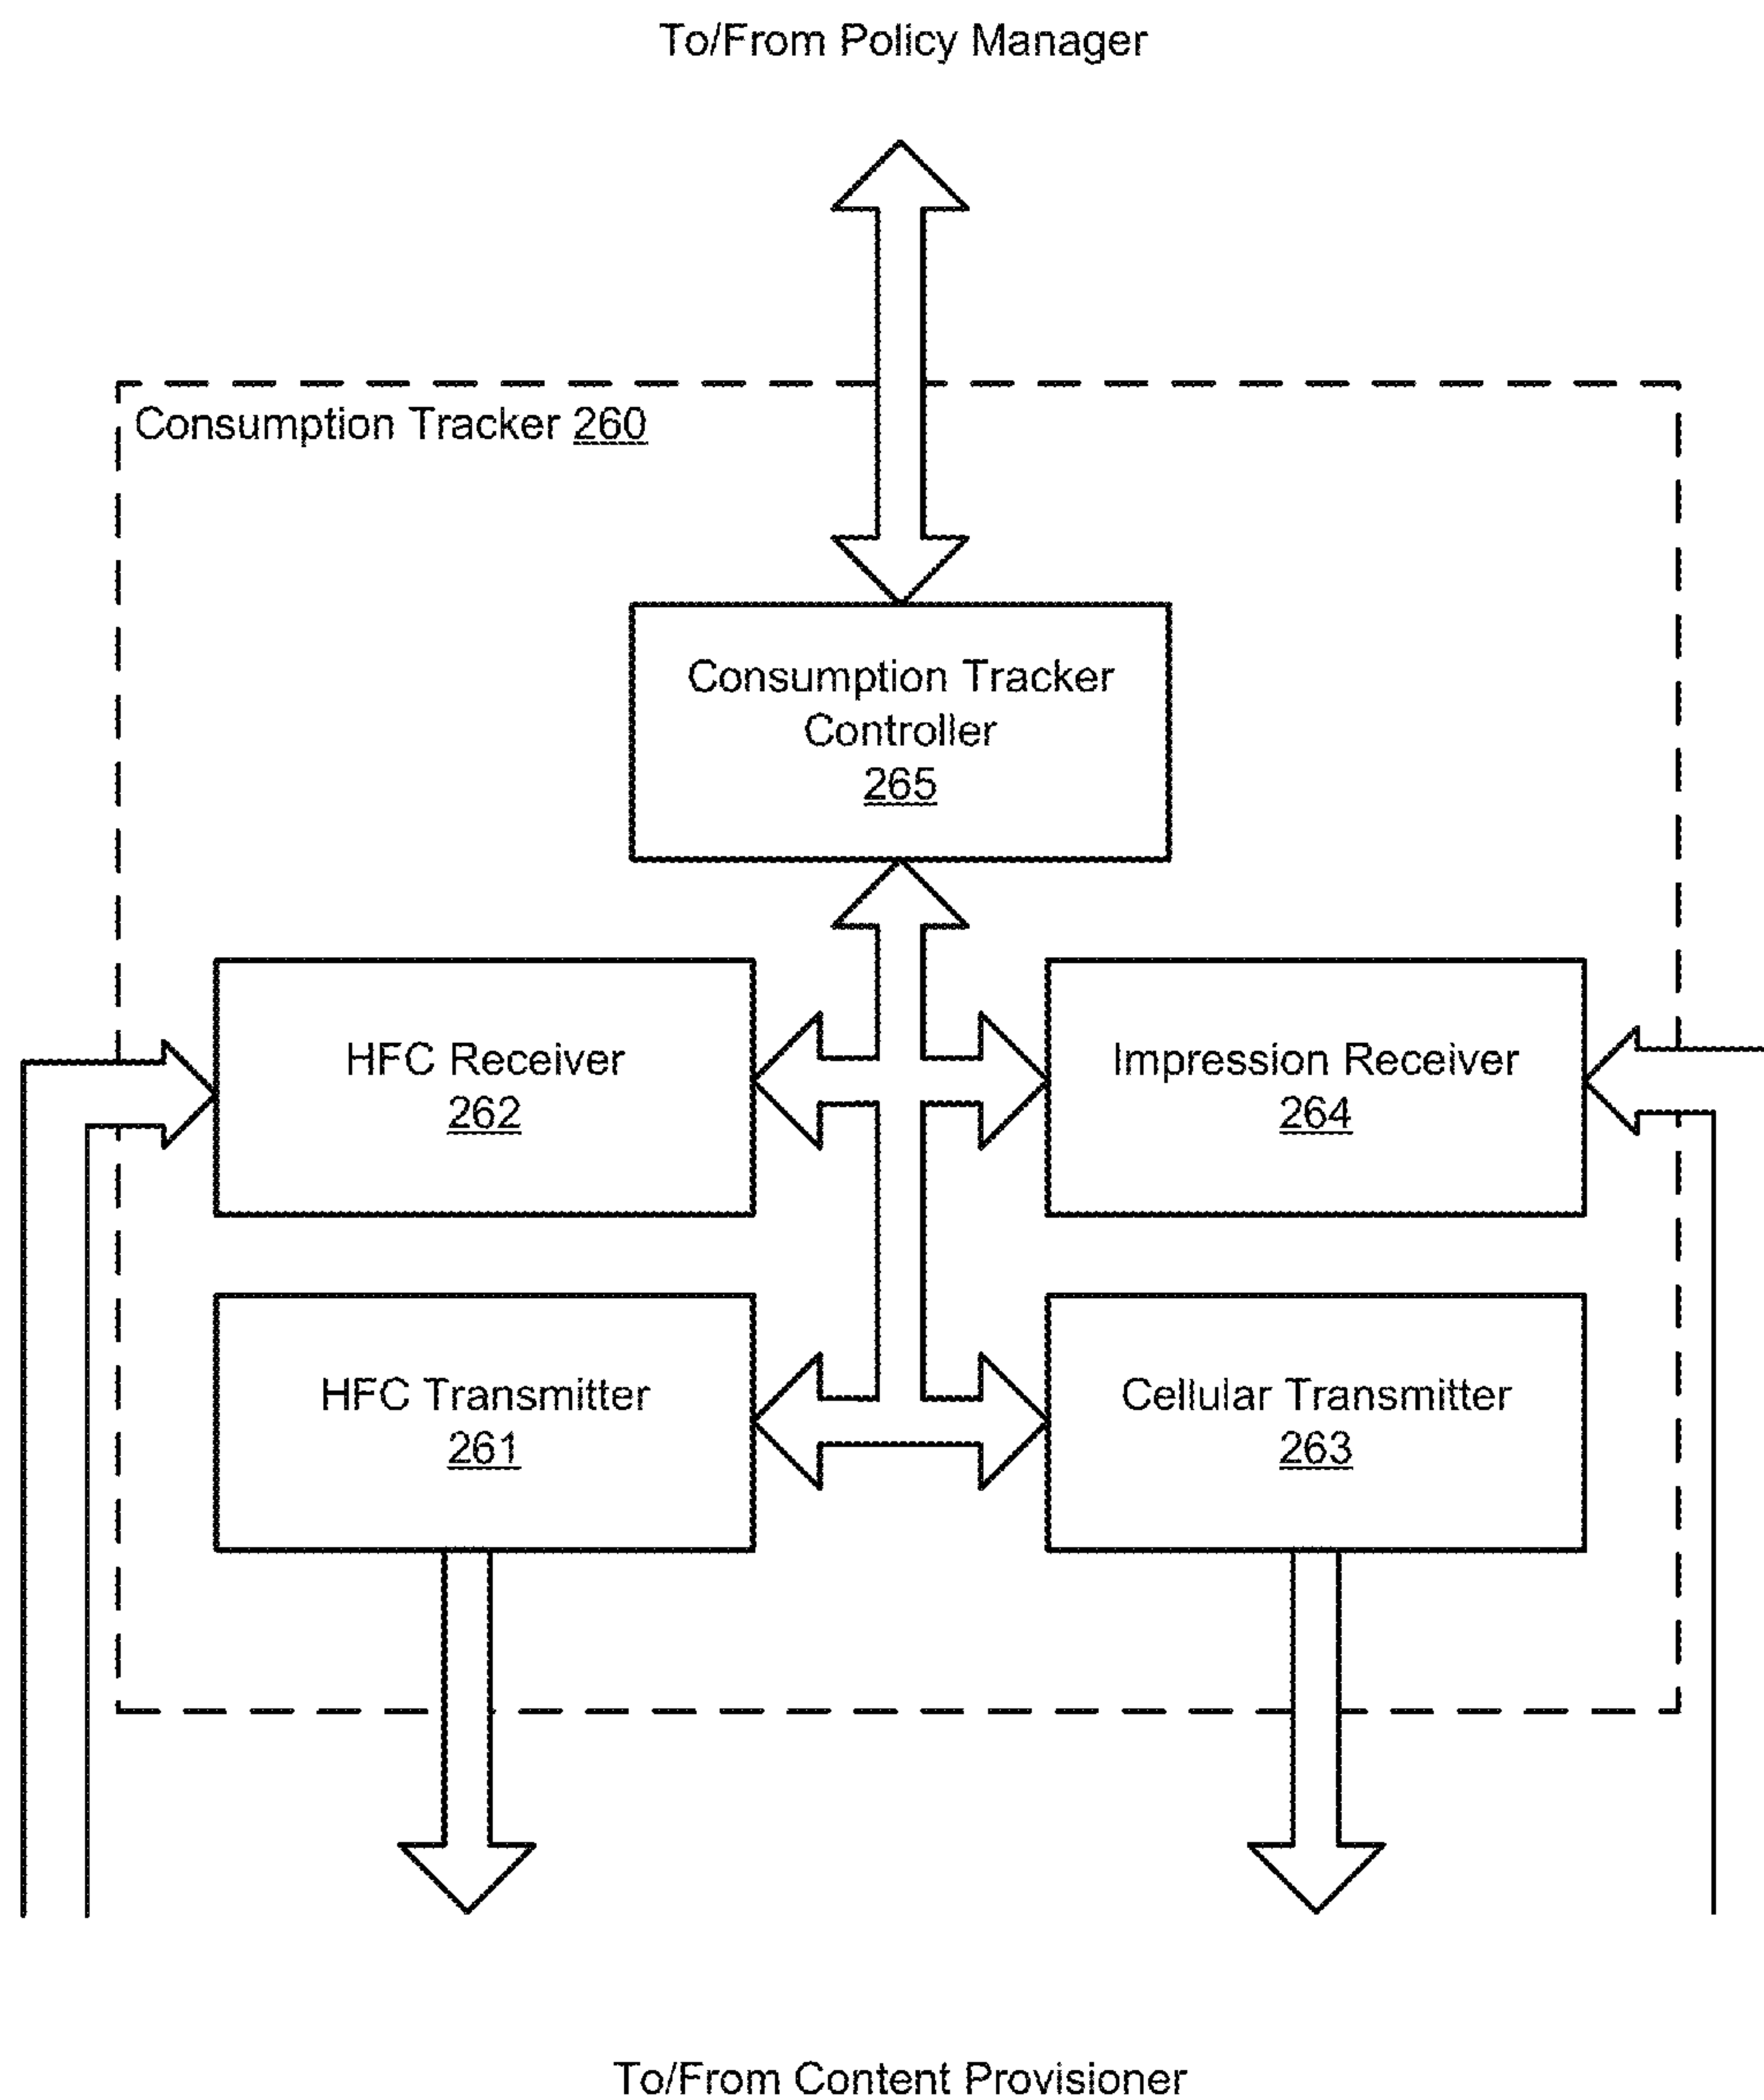 To/From Policy Manager
Consumption Tracker 260
Consumption Tracker
Controller
265
HFC Receiver
262
Impression Receiver
264
HFC Transmitter
261
Cellular Transmitter
263
To/From Content Provisioner